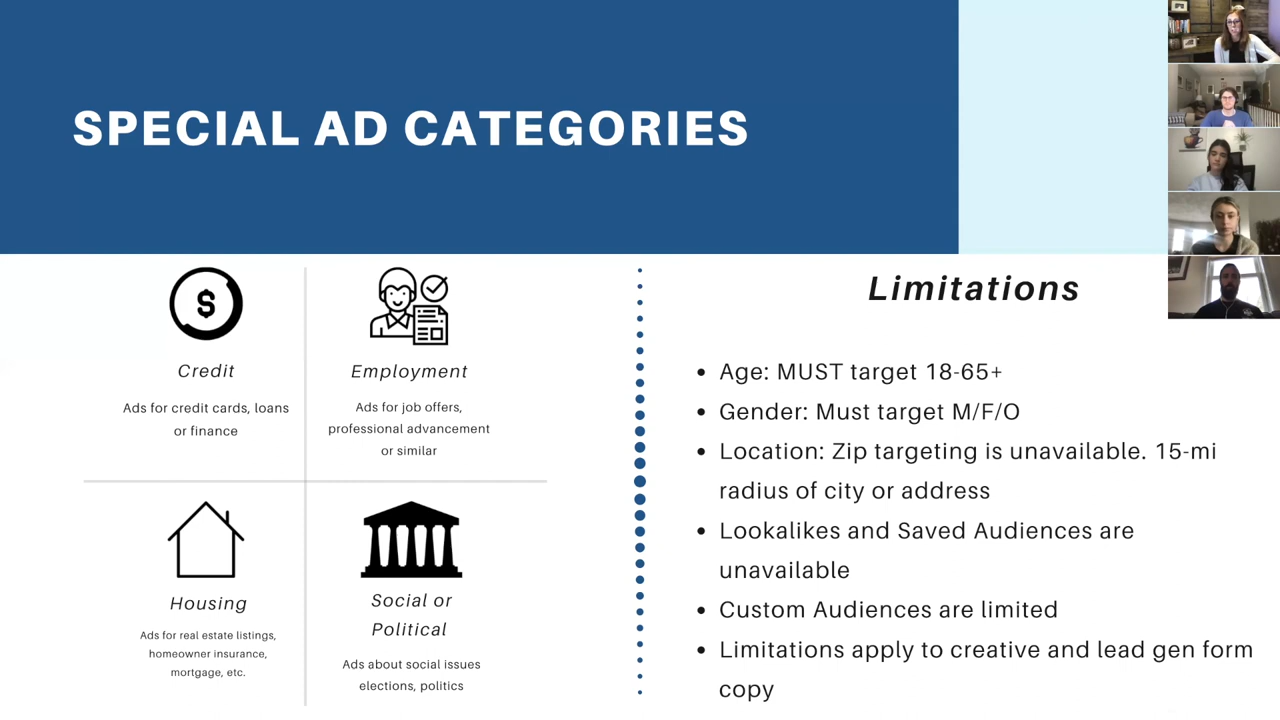 SPECIAL AD CATEGORIES
$
Credit
Ads for credit cards, loans
or finance
Employment
Ads for job offers,
professional advancement
or similar
Housing
Ads for real estate listings,
homeowner insurance,
mortgage, etc.
Social or
Political
Ads about social issues
elections, politics
Limitations
• Age: MUST target 18-65+
• Gender: Must target M/F/O
• Location: Zip targeting is unavailable. 15-mi
radius of city or address
• Lookalikes and Saved Audiences are
unavailable
• Custom Audiences are limited
• Limitations apply to creative and lead gen form
copy